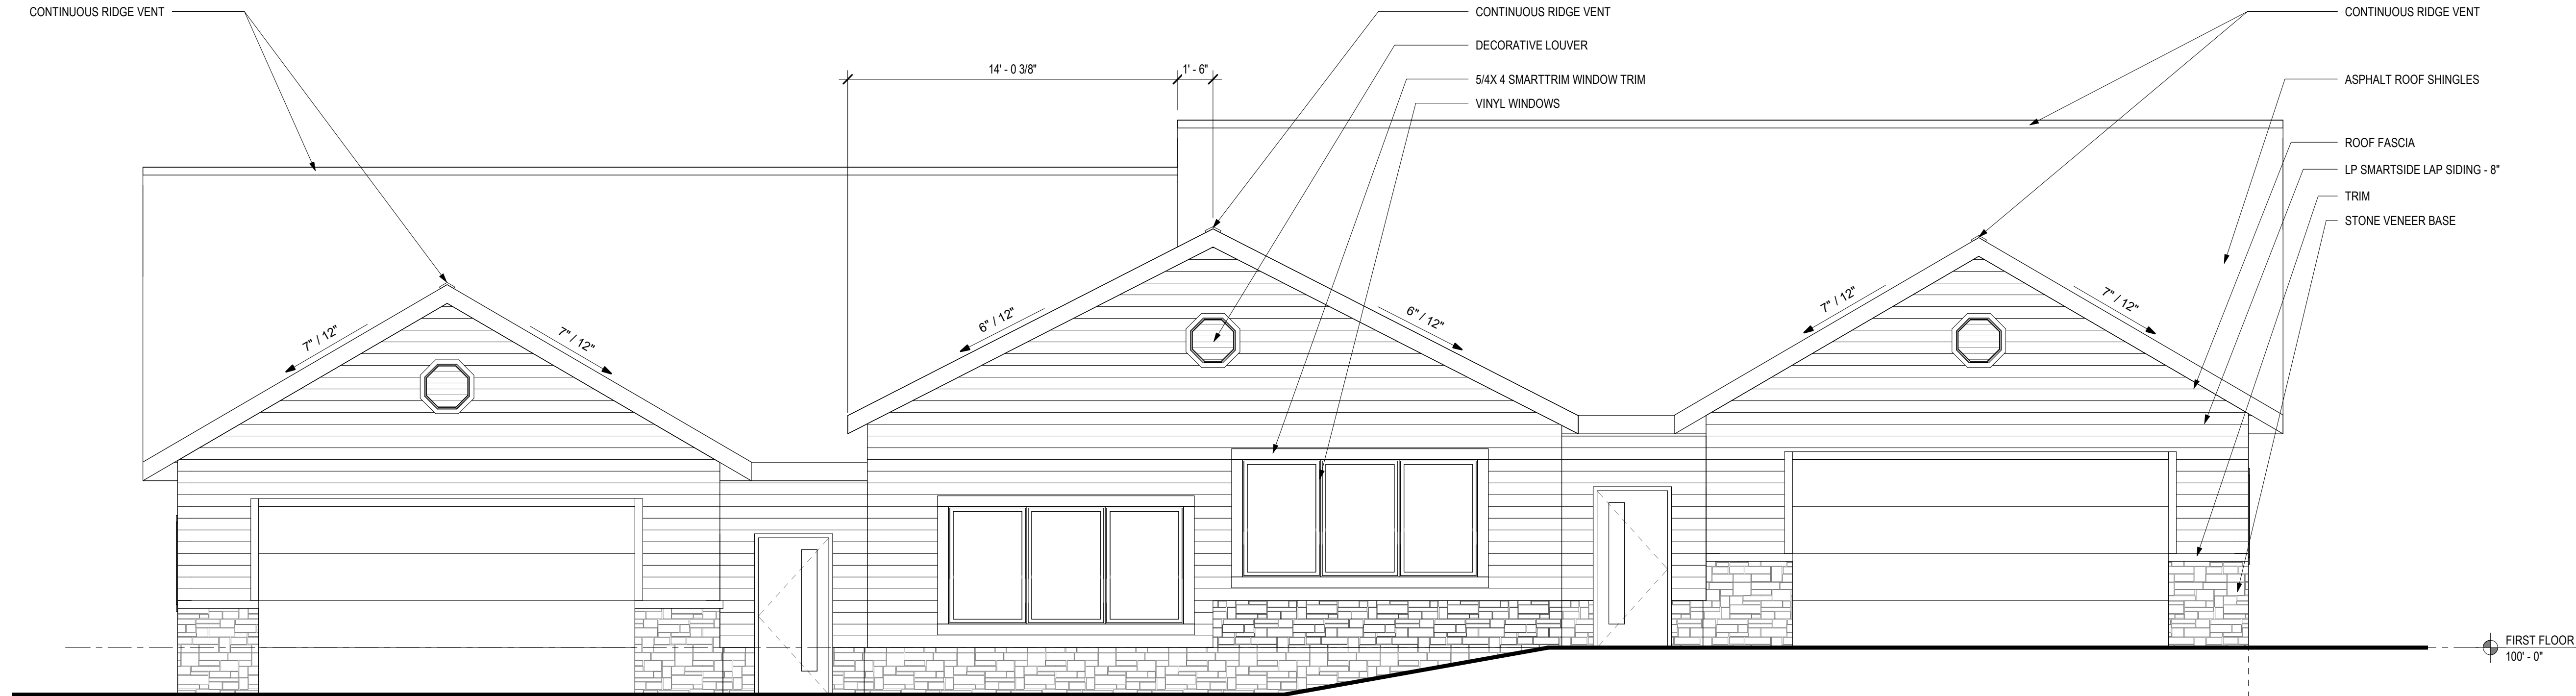 CONTINUOUS RIDGE VENT
CONTINUOUS RIDGE VENT
CONTINUOUS RIDGE VENT
DECORATIVE LOUVER
14' - 0 3/8"
1' - 6"
5/4X 4 SMARTTRIM WINDOW TRIM
ASPHALT ROOF SHINGLES
VINYL WINDOWS
ROOF FASCIA
LP SMARTSIDE LAP SIDING - 8"
TRIM
STONE VENEER BASE
7" / 12"
7" / 12"
6" / 12"
6" / 12"
7" / 12"
7" / 12"
FIRST FLOOR
100' - 0"